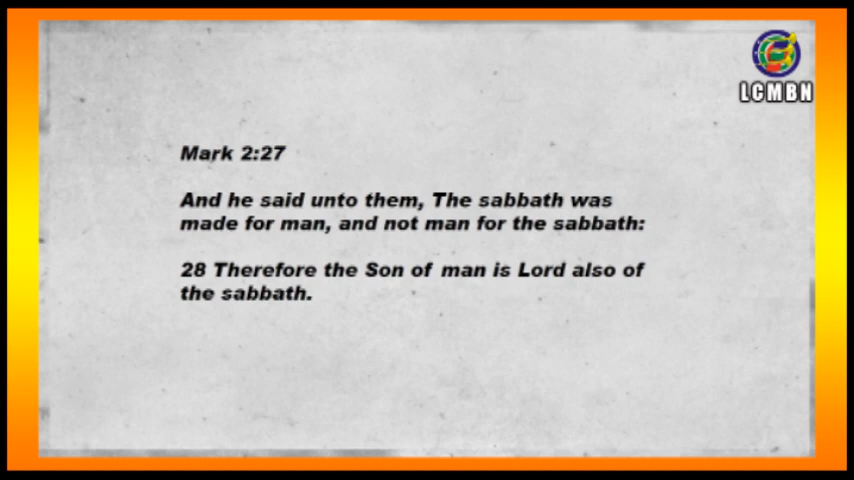 LCMBN
Mark 2:27
And he said unto them, The sabbath was
made for man, and not man for the sabbath:
28 Therefore the Son of man is Lord also of
the sabbath.